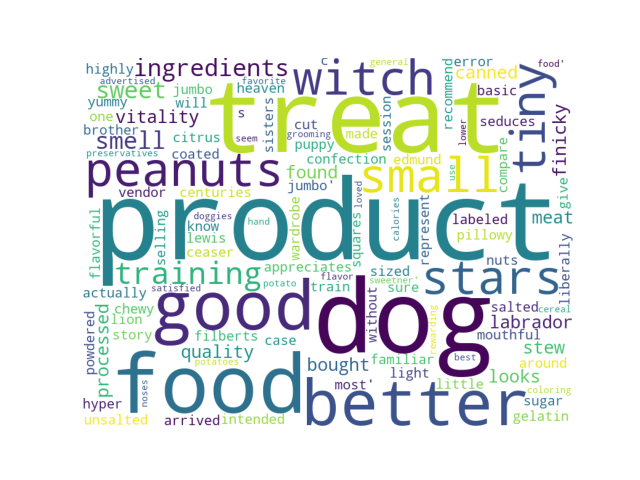 highly
advertised
favorite
ingredients
sweet
jumbo
heaven
yummy
will
one
vitality
brother
smell
citrus
preservatives
coated
s
sisters
treat
witch
c
general
session
cut
grooming
made
puppy
seem
error
recommend
canned
basic
seduces
lower
edmund
compare
use
tiny
food'
finicky
give
meat
liberally
peanuts
found
confection
jumbo'
small
vendor
centuries
product
flavorful
selling
doggies
know
lewis
ceaser
hand
wardrobe
squares
loved
calories
represent
labeled
pillowy
nuts
training
appreciates
flavor
potato
train
sized
sweetner'
sure
stars
cereal
actually
satisfied
powdered
processed
chewy
lion
story
good
filberts
quality
potatoes
case
dog
without
salted
labrador
mouthful
rewarding
familiar
best
stew
around
looks
bought
light
most'
little
coloring
sugar
food
noses
hyper
unsalted
arrived
intended
better
gelatin